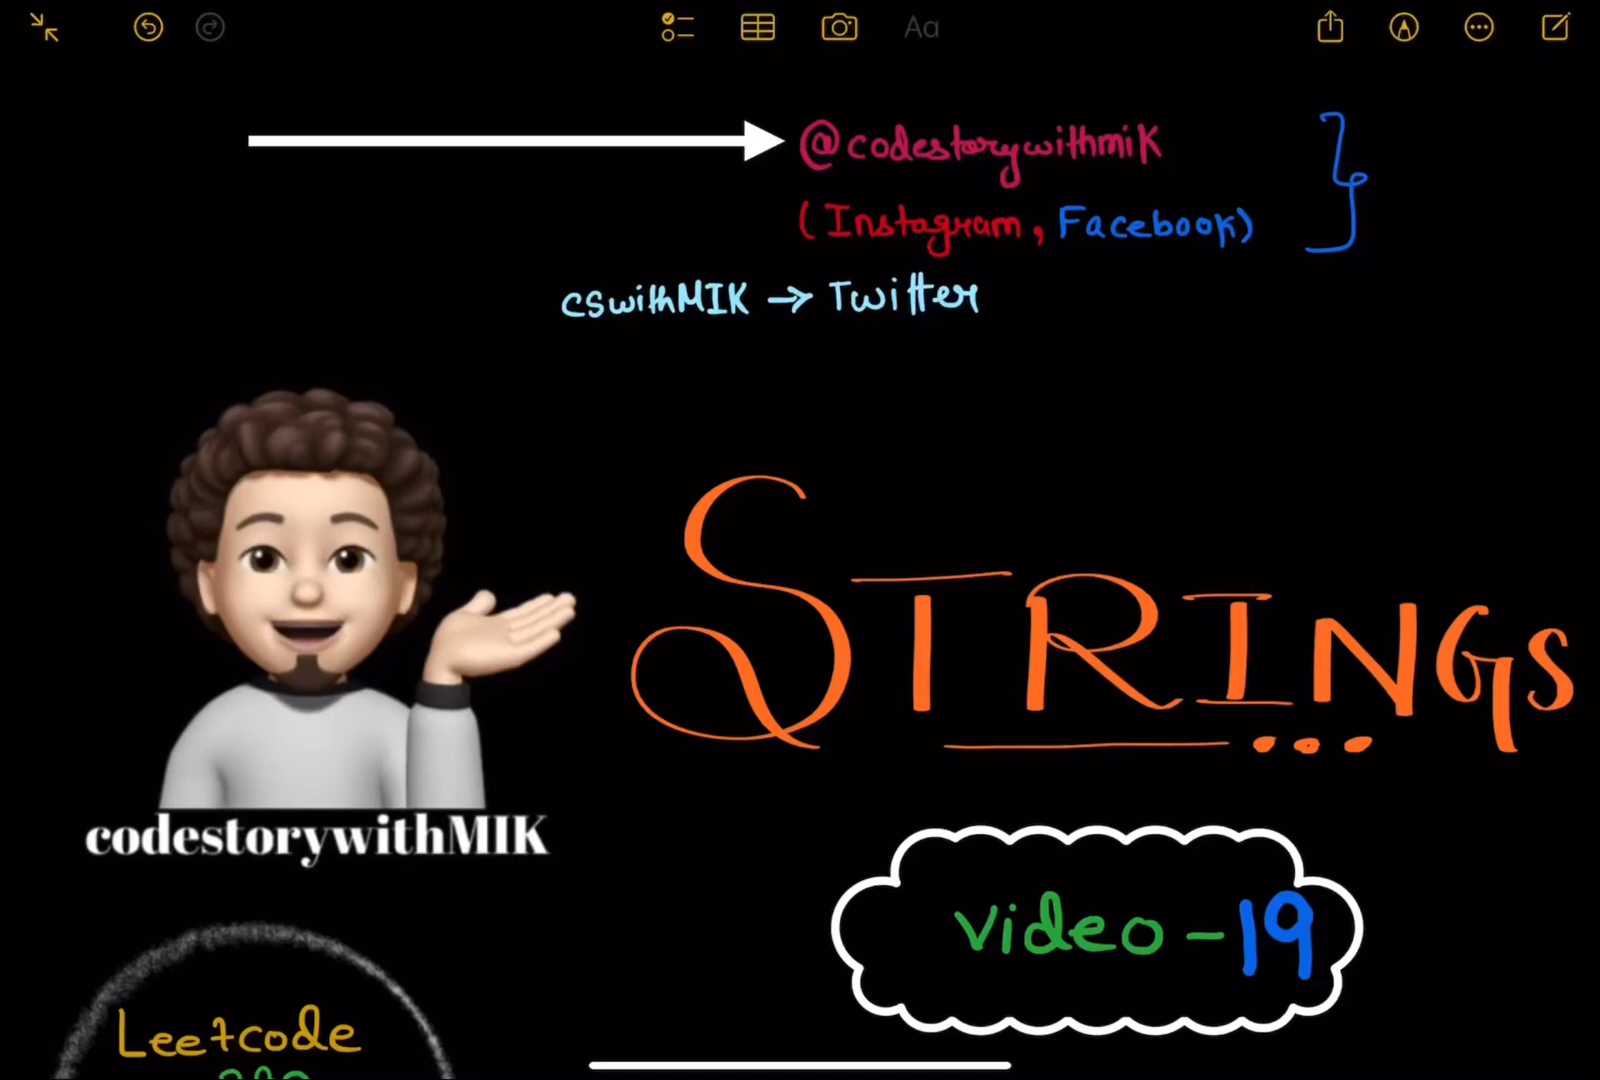 Aa
@codestorywithmik
(Instagram, Facebook)
cswithMIK → Twitter
STRINGS
codestorywithMIK
video - 19
Leetcode